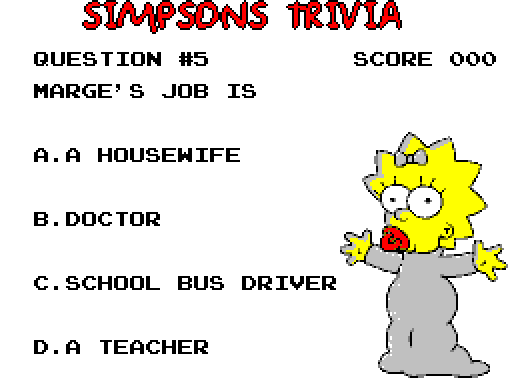 SIMPSONS TRIVIA
QUESTION #5 SCORE 000
MARGE'S JOB IS
A.A HOUSEWIFE
B.DOCTOR
C.SCHOOL BUS DRIVER
D.A TEACHER